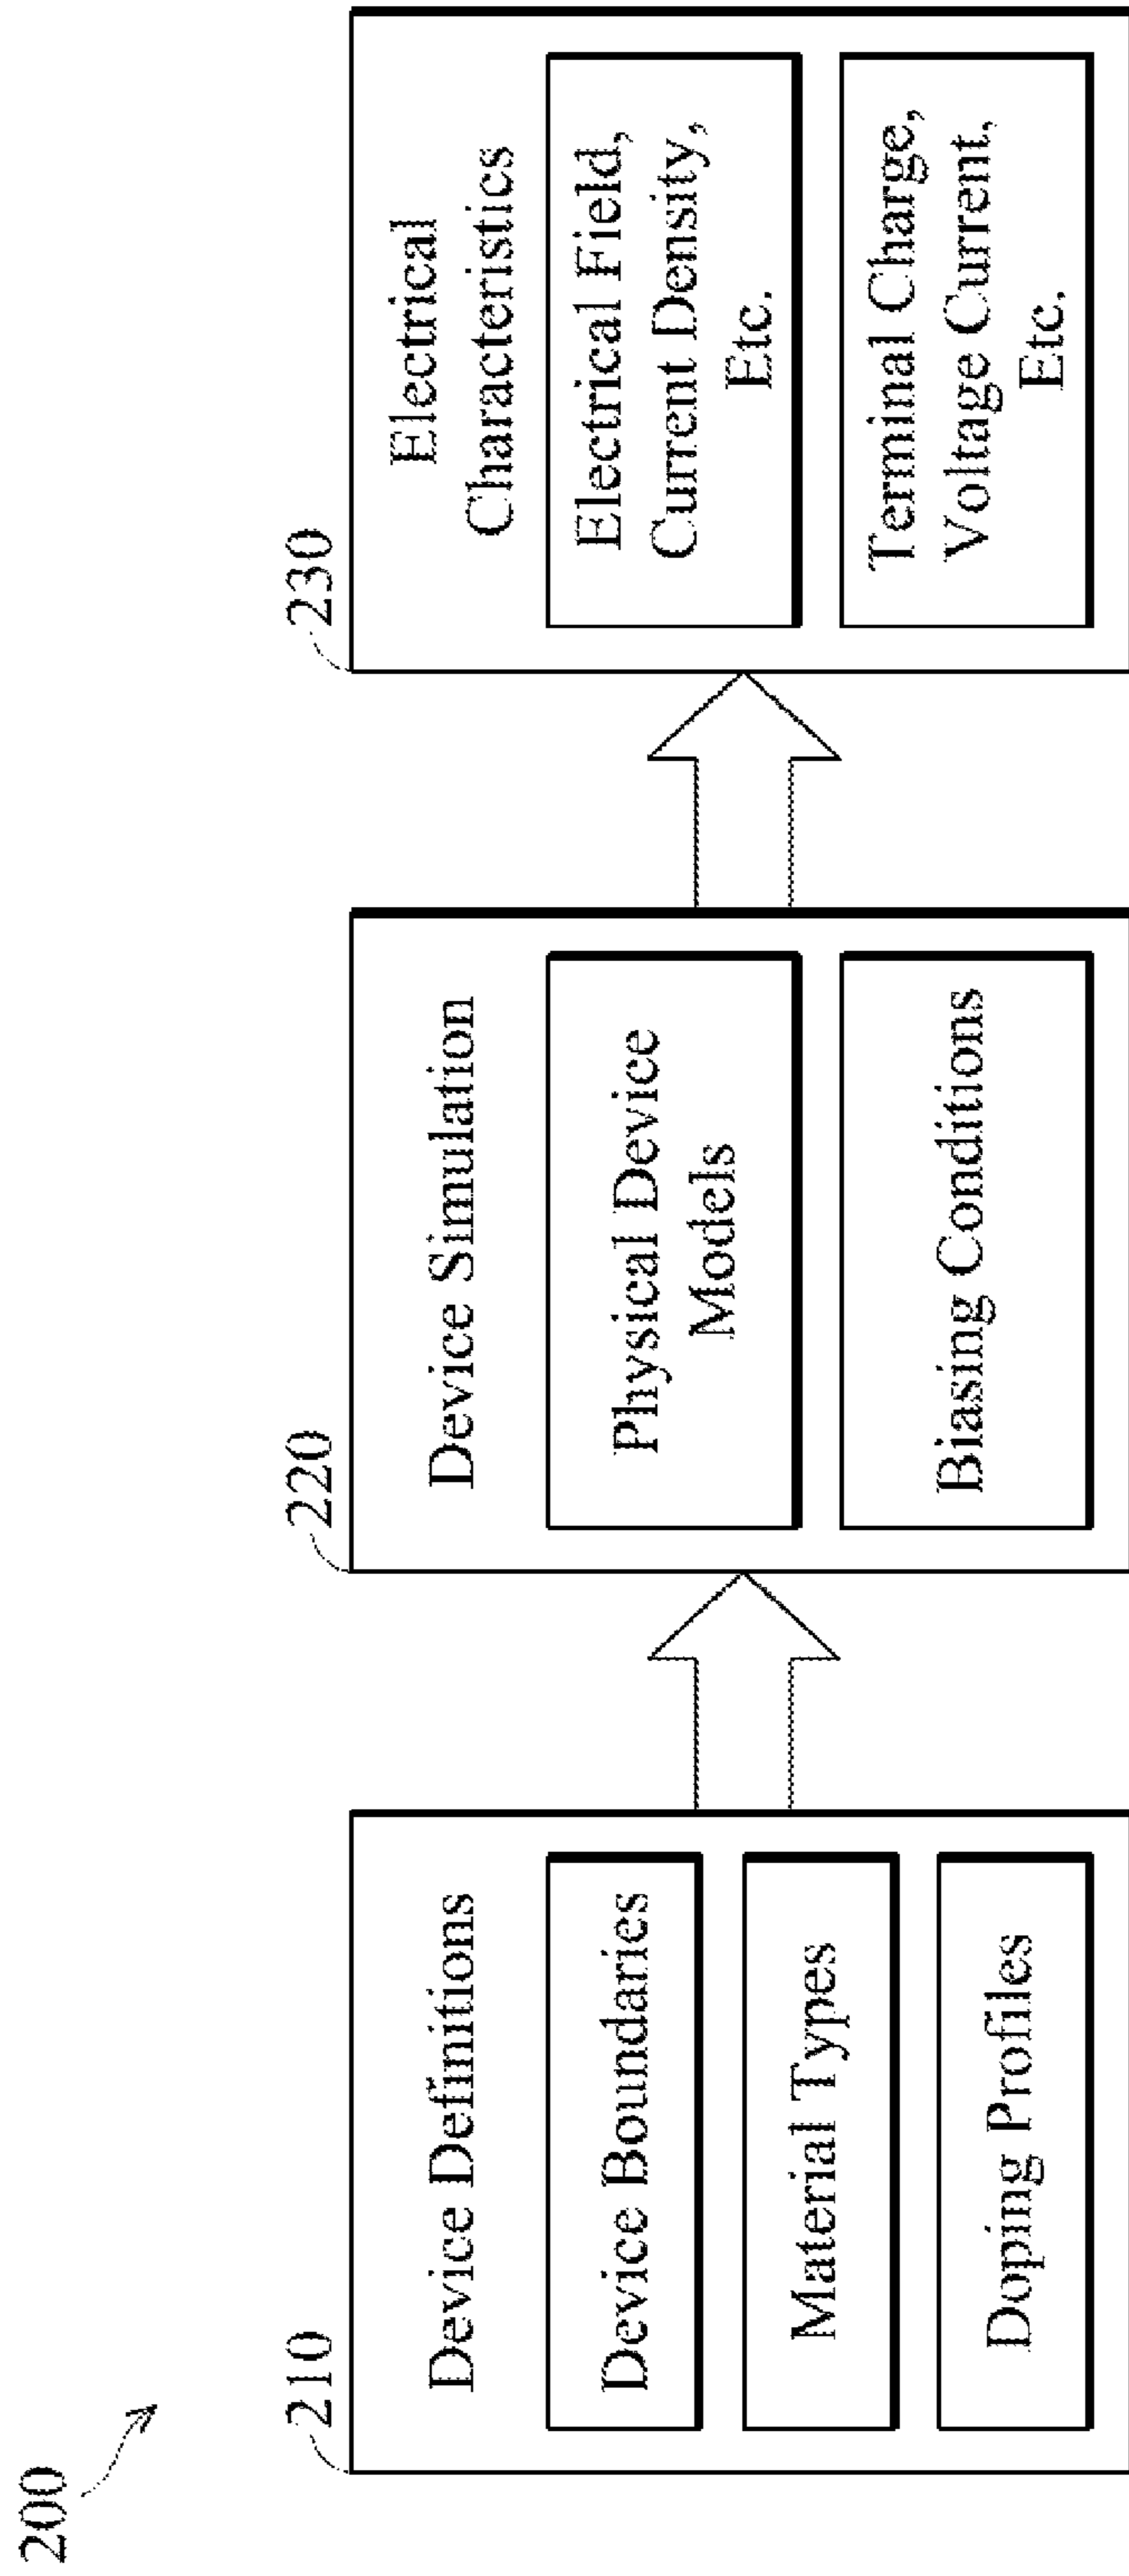 200
210
Device Definitions
Device Boundaries
Material Types
Doping Profiles
220
Device Simulation
Physical Device
Models
Biasing Conditions
230
Electrical
Characteristics
Electrical Field,
Current Density,
Etc.
Terminal Charge,
Voltage Current,
Etc.